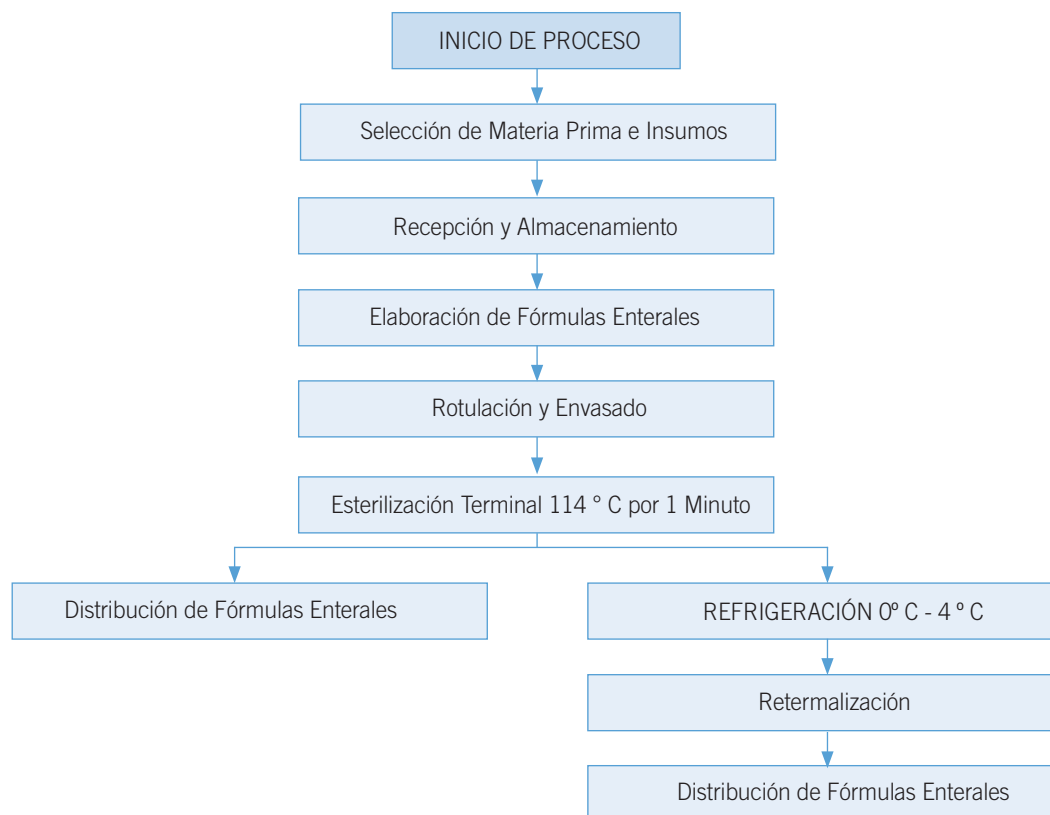 INICIO DE PROCESO
Selección de Materia Prima e Insumos
Recepción y Almacenamiento
Elaboración de Fórmulas Enterales
Rotulación y Envasado
Esterilización Terminal 114 ° C por 1 Minuto
Distribución de Fórmulas Enterales
REFRIGERACIÓN 0º C - 4 º C
Retermalización
Distribución de Fórmulas Enterales